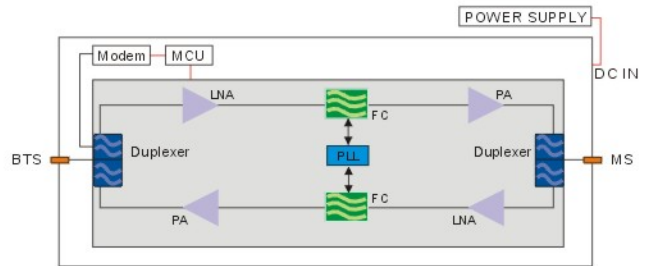 POWER SUPPLY
Modem
MCU
DC IN
LNA
PA
FC
Duplexer
PLL
Duplexer
BTS
MS
FC
PA
LNA